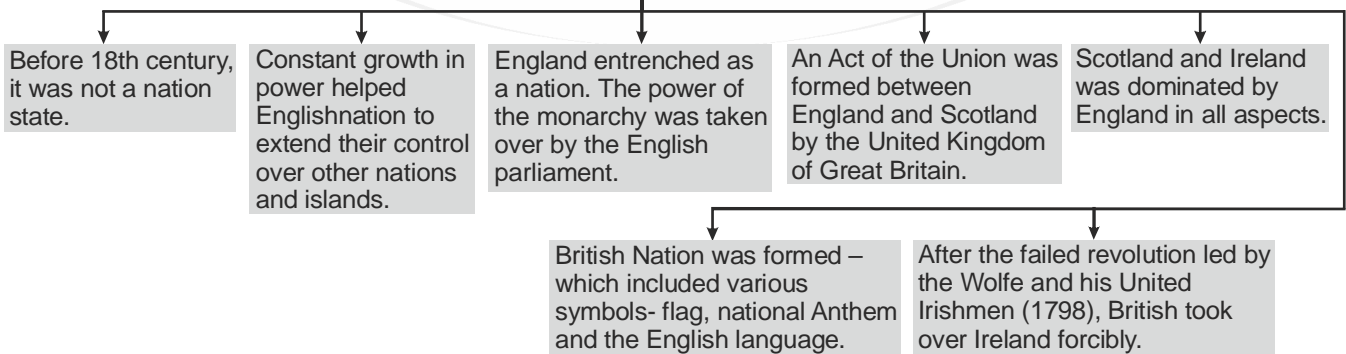 Before 18th century,
it was not a nation
state.
Constant growth in
power helped
Englishnation to
extend their control
over other nations
and islands.
England entrenched as
a nation. The power of
the monarchy was taken
over by the English
parliament.
An Act of the Union was
formed between
England and Scotland
by the United Kingdom
of Great Britain.
Scotland and Ireland
was dominated by
England in all aspects.
British Nation was formed –
which included various
symbols- flag, national Anthem
and the English language.
After the failed revolution led by
the Wolfe and his United
Irishmen (1798), British took
over Ireland forcibly.